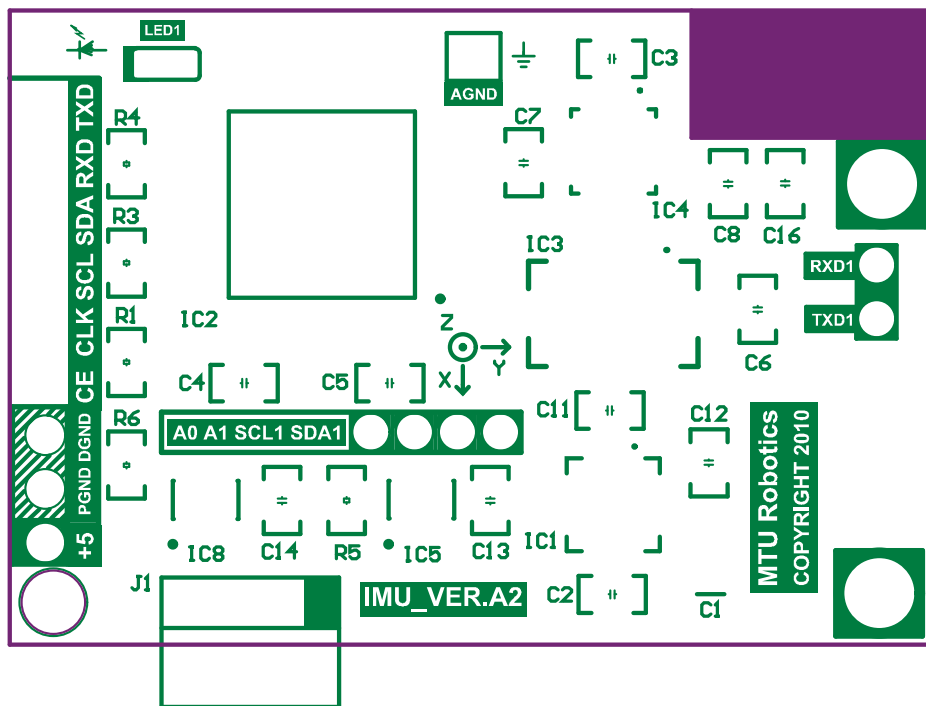 LED1
AGND
C3
C7
R4
R3
R1
R6
TXD
RXD
SDA
SCL
CLK
CE
PGND DGND
+5
IC2
IC3
IC4
C8
C16
RXD1
TXD1
C6
Z
Y
X
C4
C5
C11
C12
A0 A1 SCL1 SDA1
IC8
C14
R5
IC5
C13
IC1
C2
C1
J1
IMU_VER.A2
MTU Robotics
COPYRIGHT 2010